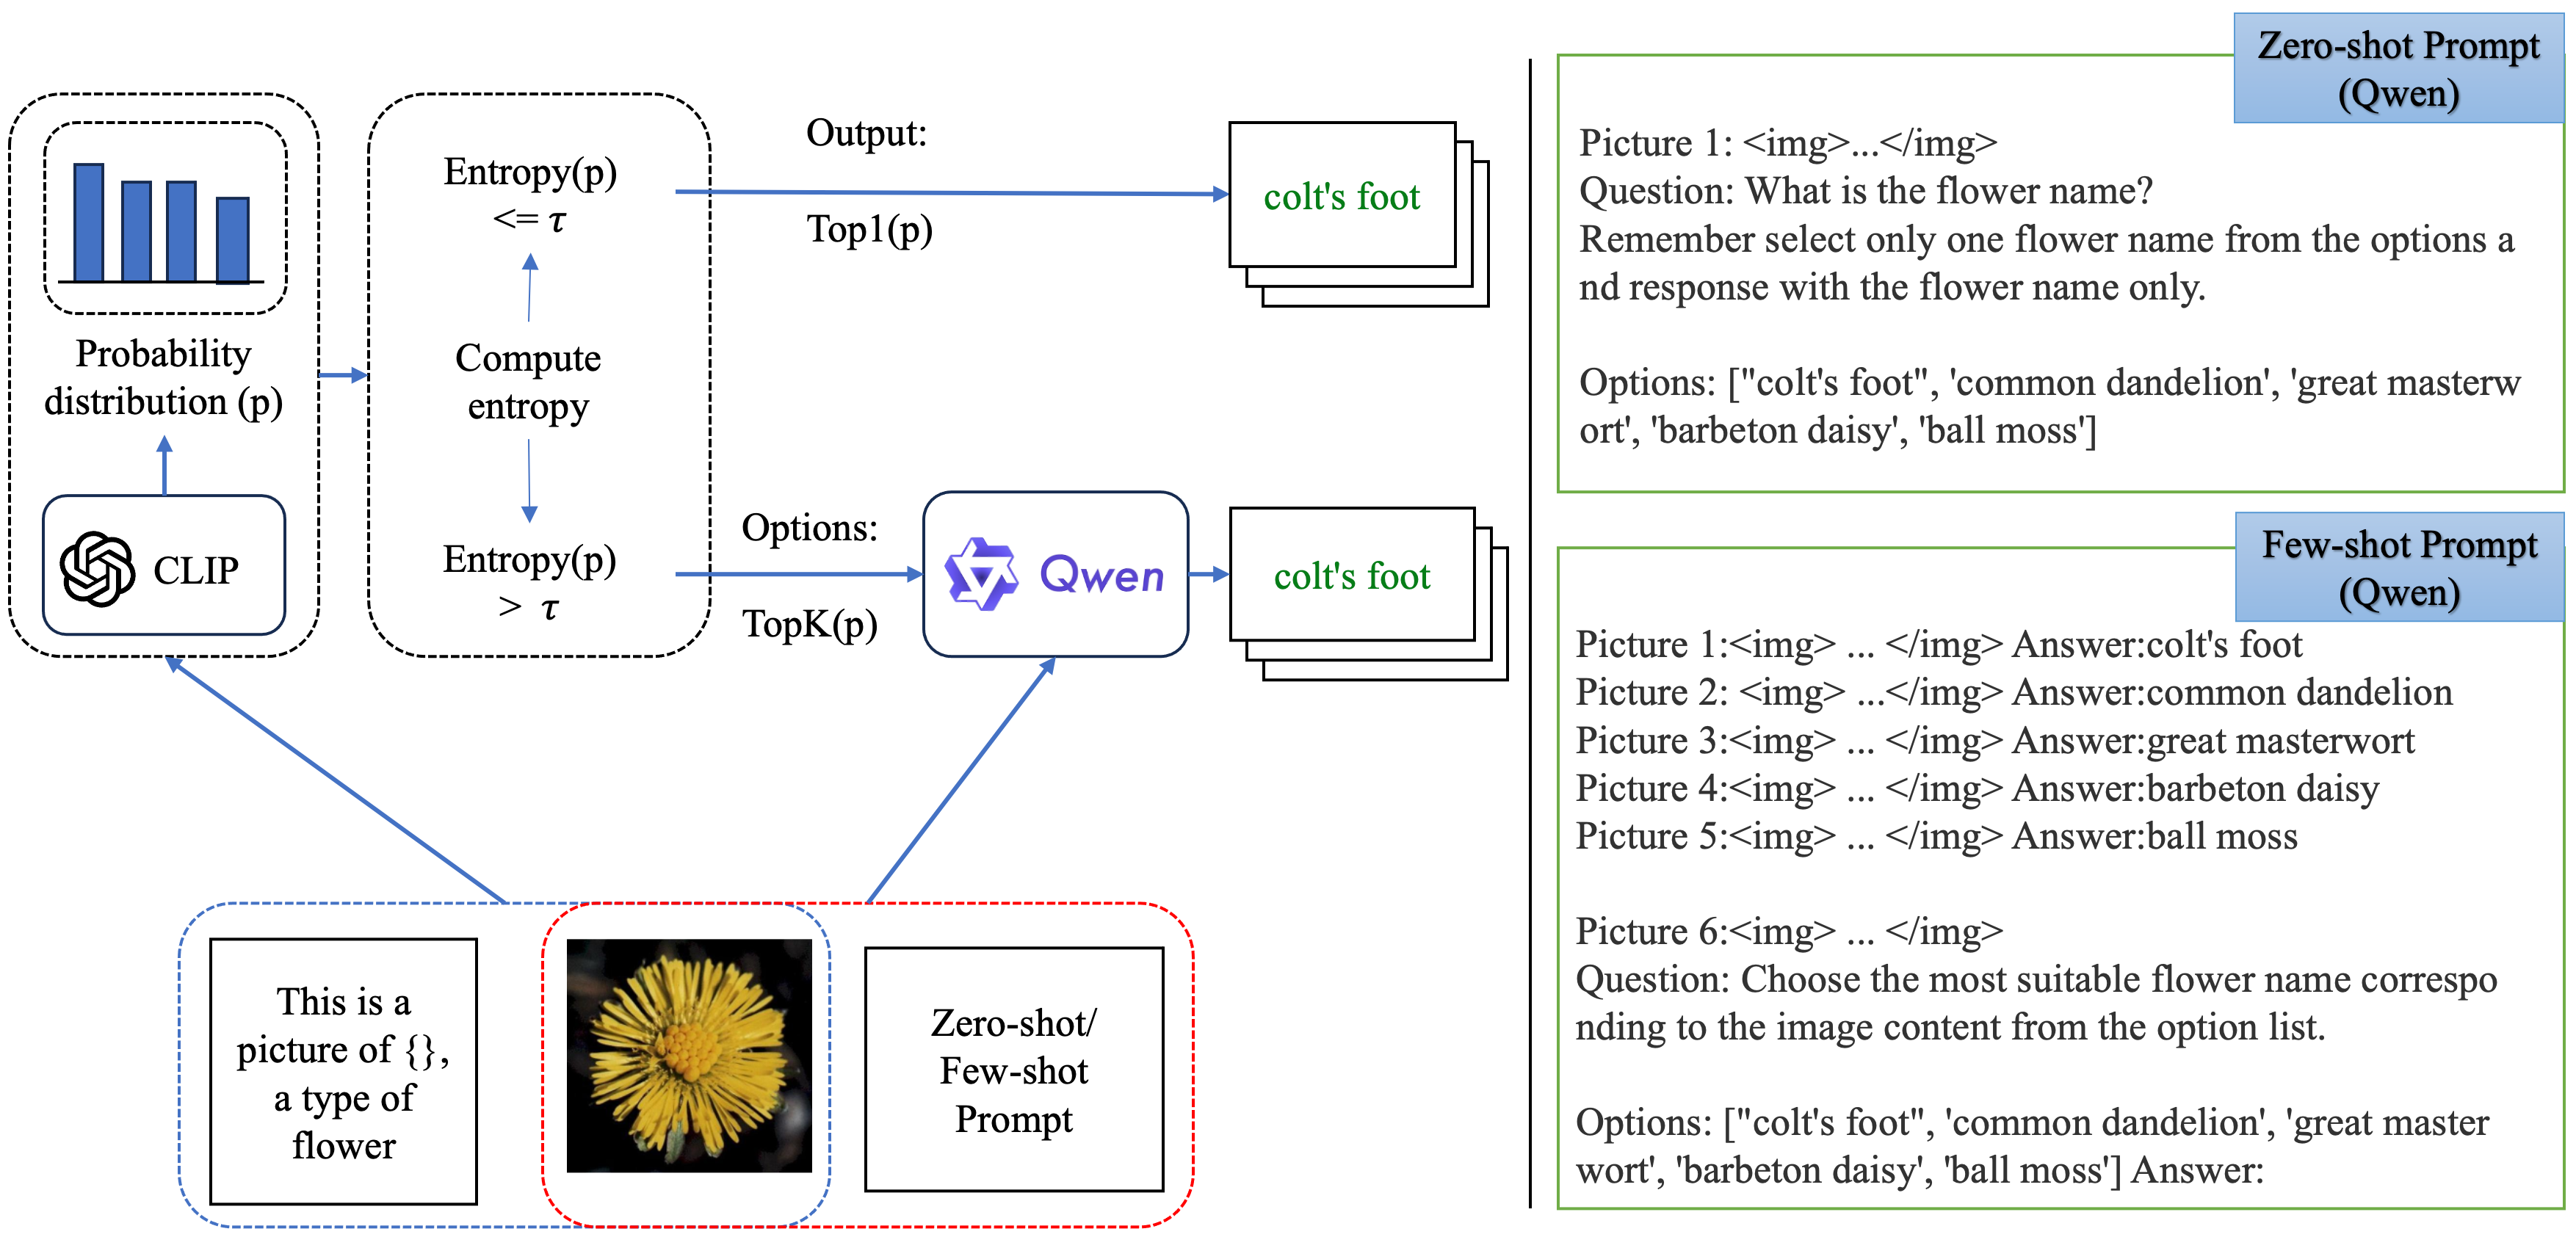 Probability
distribution (p)
CLIP
Entropy(p)
<= τ
Compute
entropy
Entropy(p)
> τ
Output:
Top1(p)
colt's foot
Options:
TopK(p)
Qwen
colt's foot
This is a
picture of {},
a type of
flower
Zero-shot/
Few-shot
Prompt
Zero-shot Prompt
(Qwen)
Picture 1: <img>...</img>
Question: What is the flower name?
Remember select only one flower name from the options a
nd response with the flower name only.
Options: ["colt's foot", 'common dandelion', 'great masterw
ort', 'barbeton daisy', 'ball moss']
Few-shot Prompt
(Qwen)
Picture 1:<img> ... </img> Answer:colt's foot
Picture 2: <img> ...</img> Answer:common dandelion
Picture 3:<img> ... </img> Answer:great masterwort
Picture 4:<img> ... </img> Answer:barbeton daisy
Picture 5:<img> ... </img> Answer:ball moss
Picture 6:<img> ... </img>
Question: Choose the most suitable flower name correspo
nding to the image content from the option list.
Options: ["colt's foot", 'common dandelion', 'great master
wort', 'barbeton daisy', 'ball moss'] Answer: